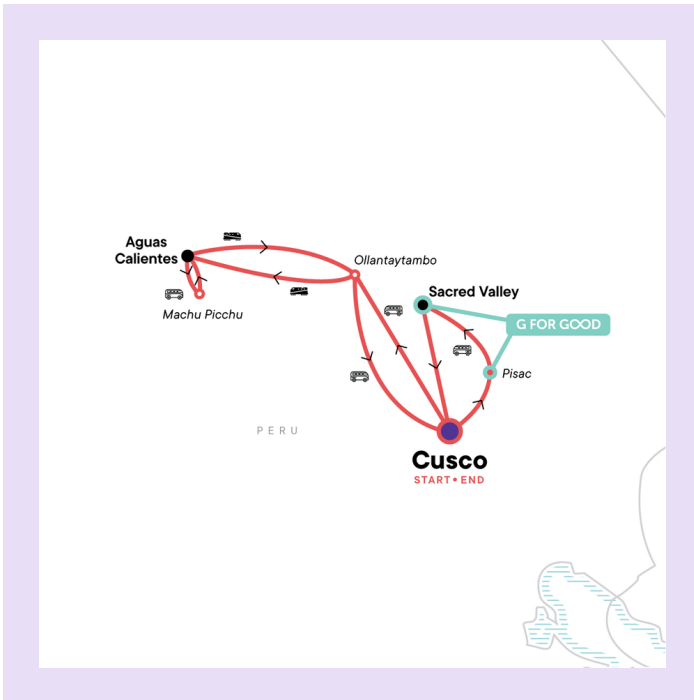 Aguas
Calientes
Ollantaytambo
Sacred Valley
Machu Picchu
G FOR GOOD
Pisac
PERU
Cusco
START • END